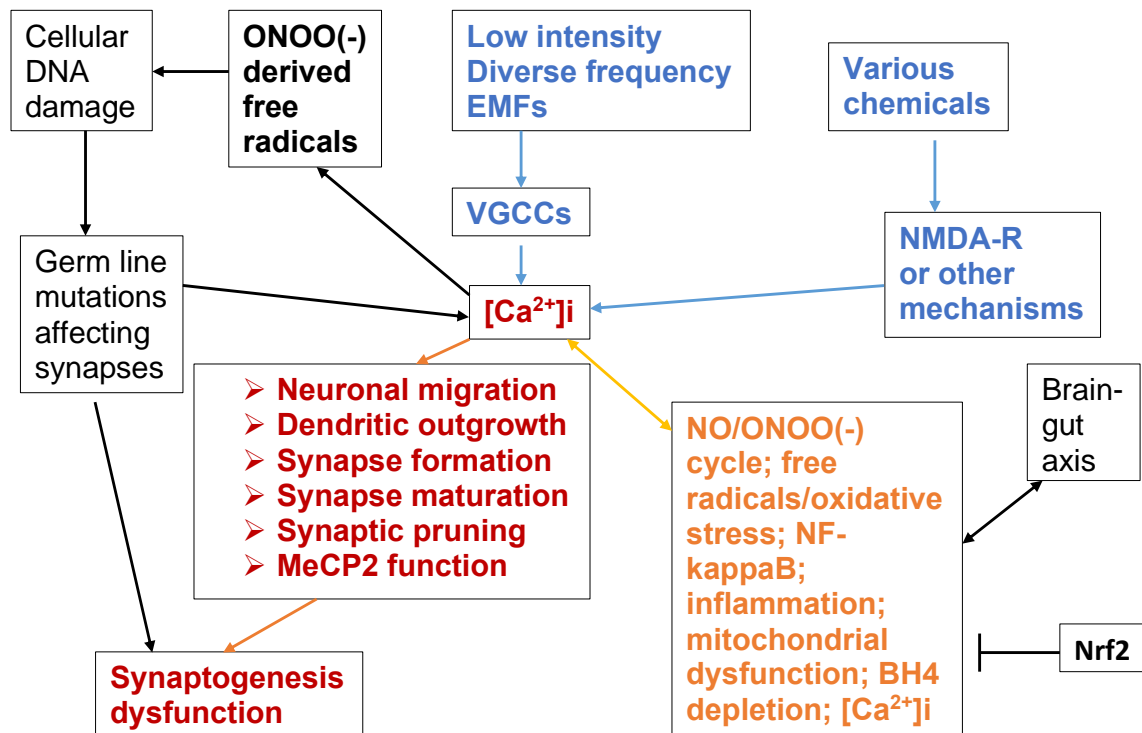 Cellular
DNA
damage
ONOO(-)
derived
free
radicals
Low intensity
Diverse frequency
EMFs
Various
chemicals
VGCCs
NMDA-R
or other
mechanisms
Germ line
mutations
affecting
synapses
[Ca²⁺]i
➢ Neuronal migration
➢ Dendritic outgrowth
➢ Synapse formation
➢ Synapse maturation
➢ Synaptic pruning
➢ MeCP2 function
NO/ONOO(-)
cycle; free
radicals/oxidative
stress; NF-
kappaB;
inflammation;
mitochondrial
dysfunction; BH4
depletion; [Ca²⁺]i
Brain-
gut
axis
Nrf2
Synaptogenesis
dysfunction